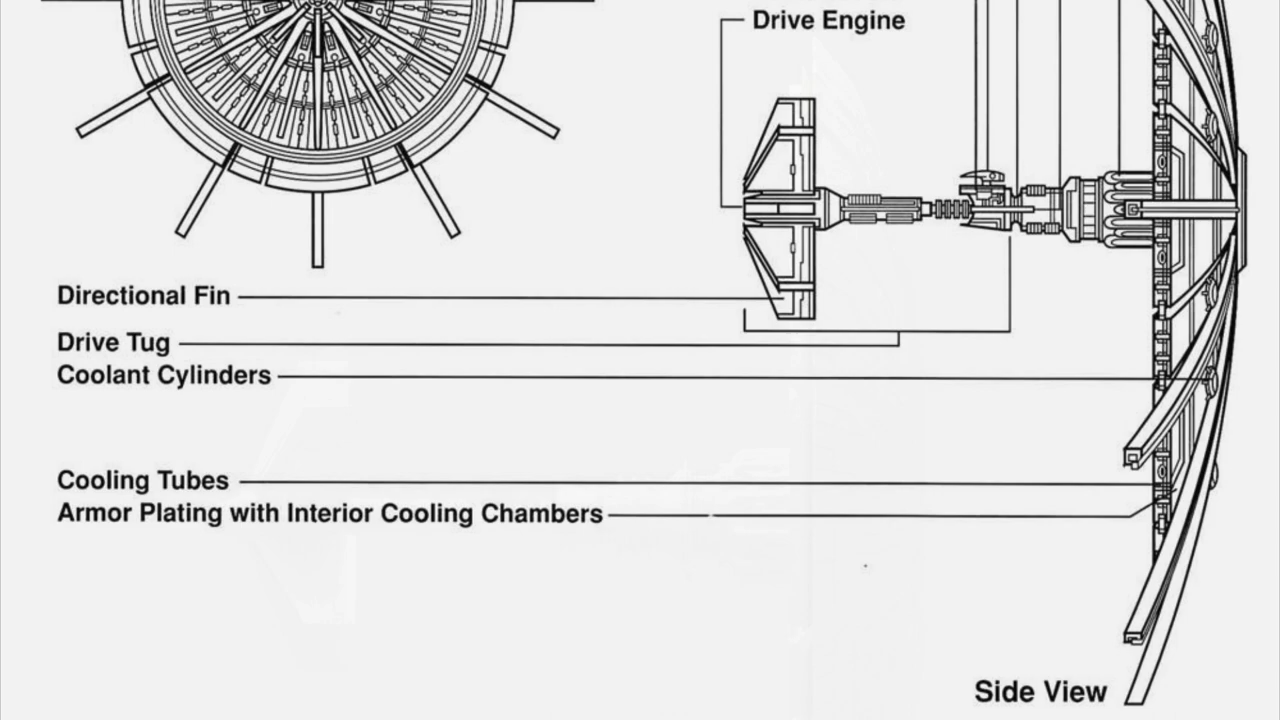 Drive Engine
Directional Fin
Drive Tug
Coolant Cylinders
Cooling Tubes
Armor Plating with Interior Cooling Chambers
Side View